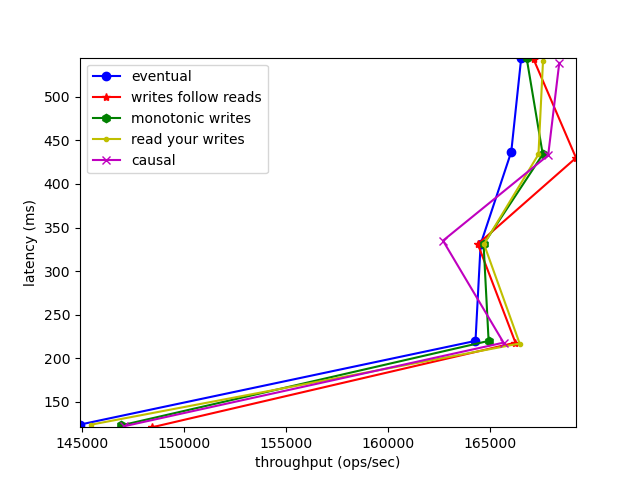 eventual
writes follow reads
monotonic writes
read your writes
causal
500
450
400
350
300
250
200
150
latency (ms)
145000 150000 155000 160000 165000
throughput (ops/sec)